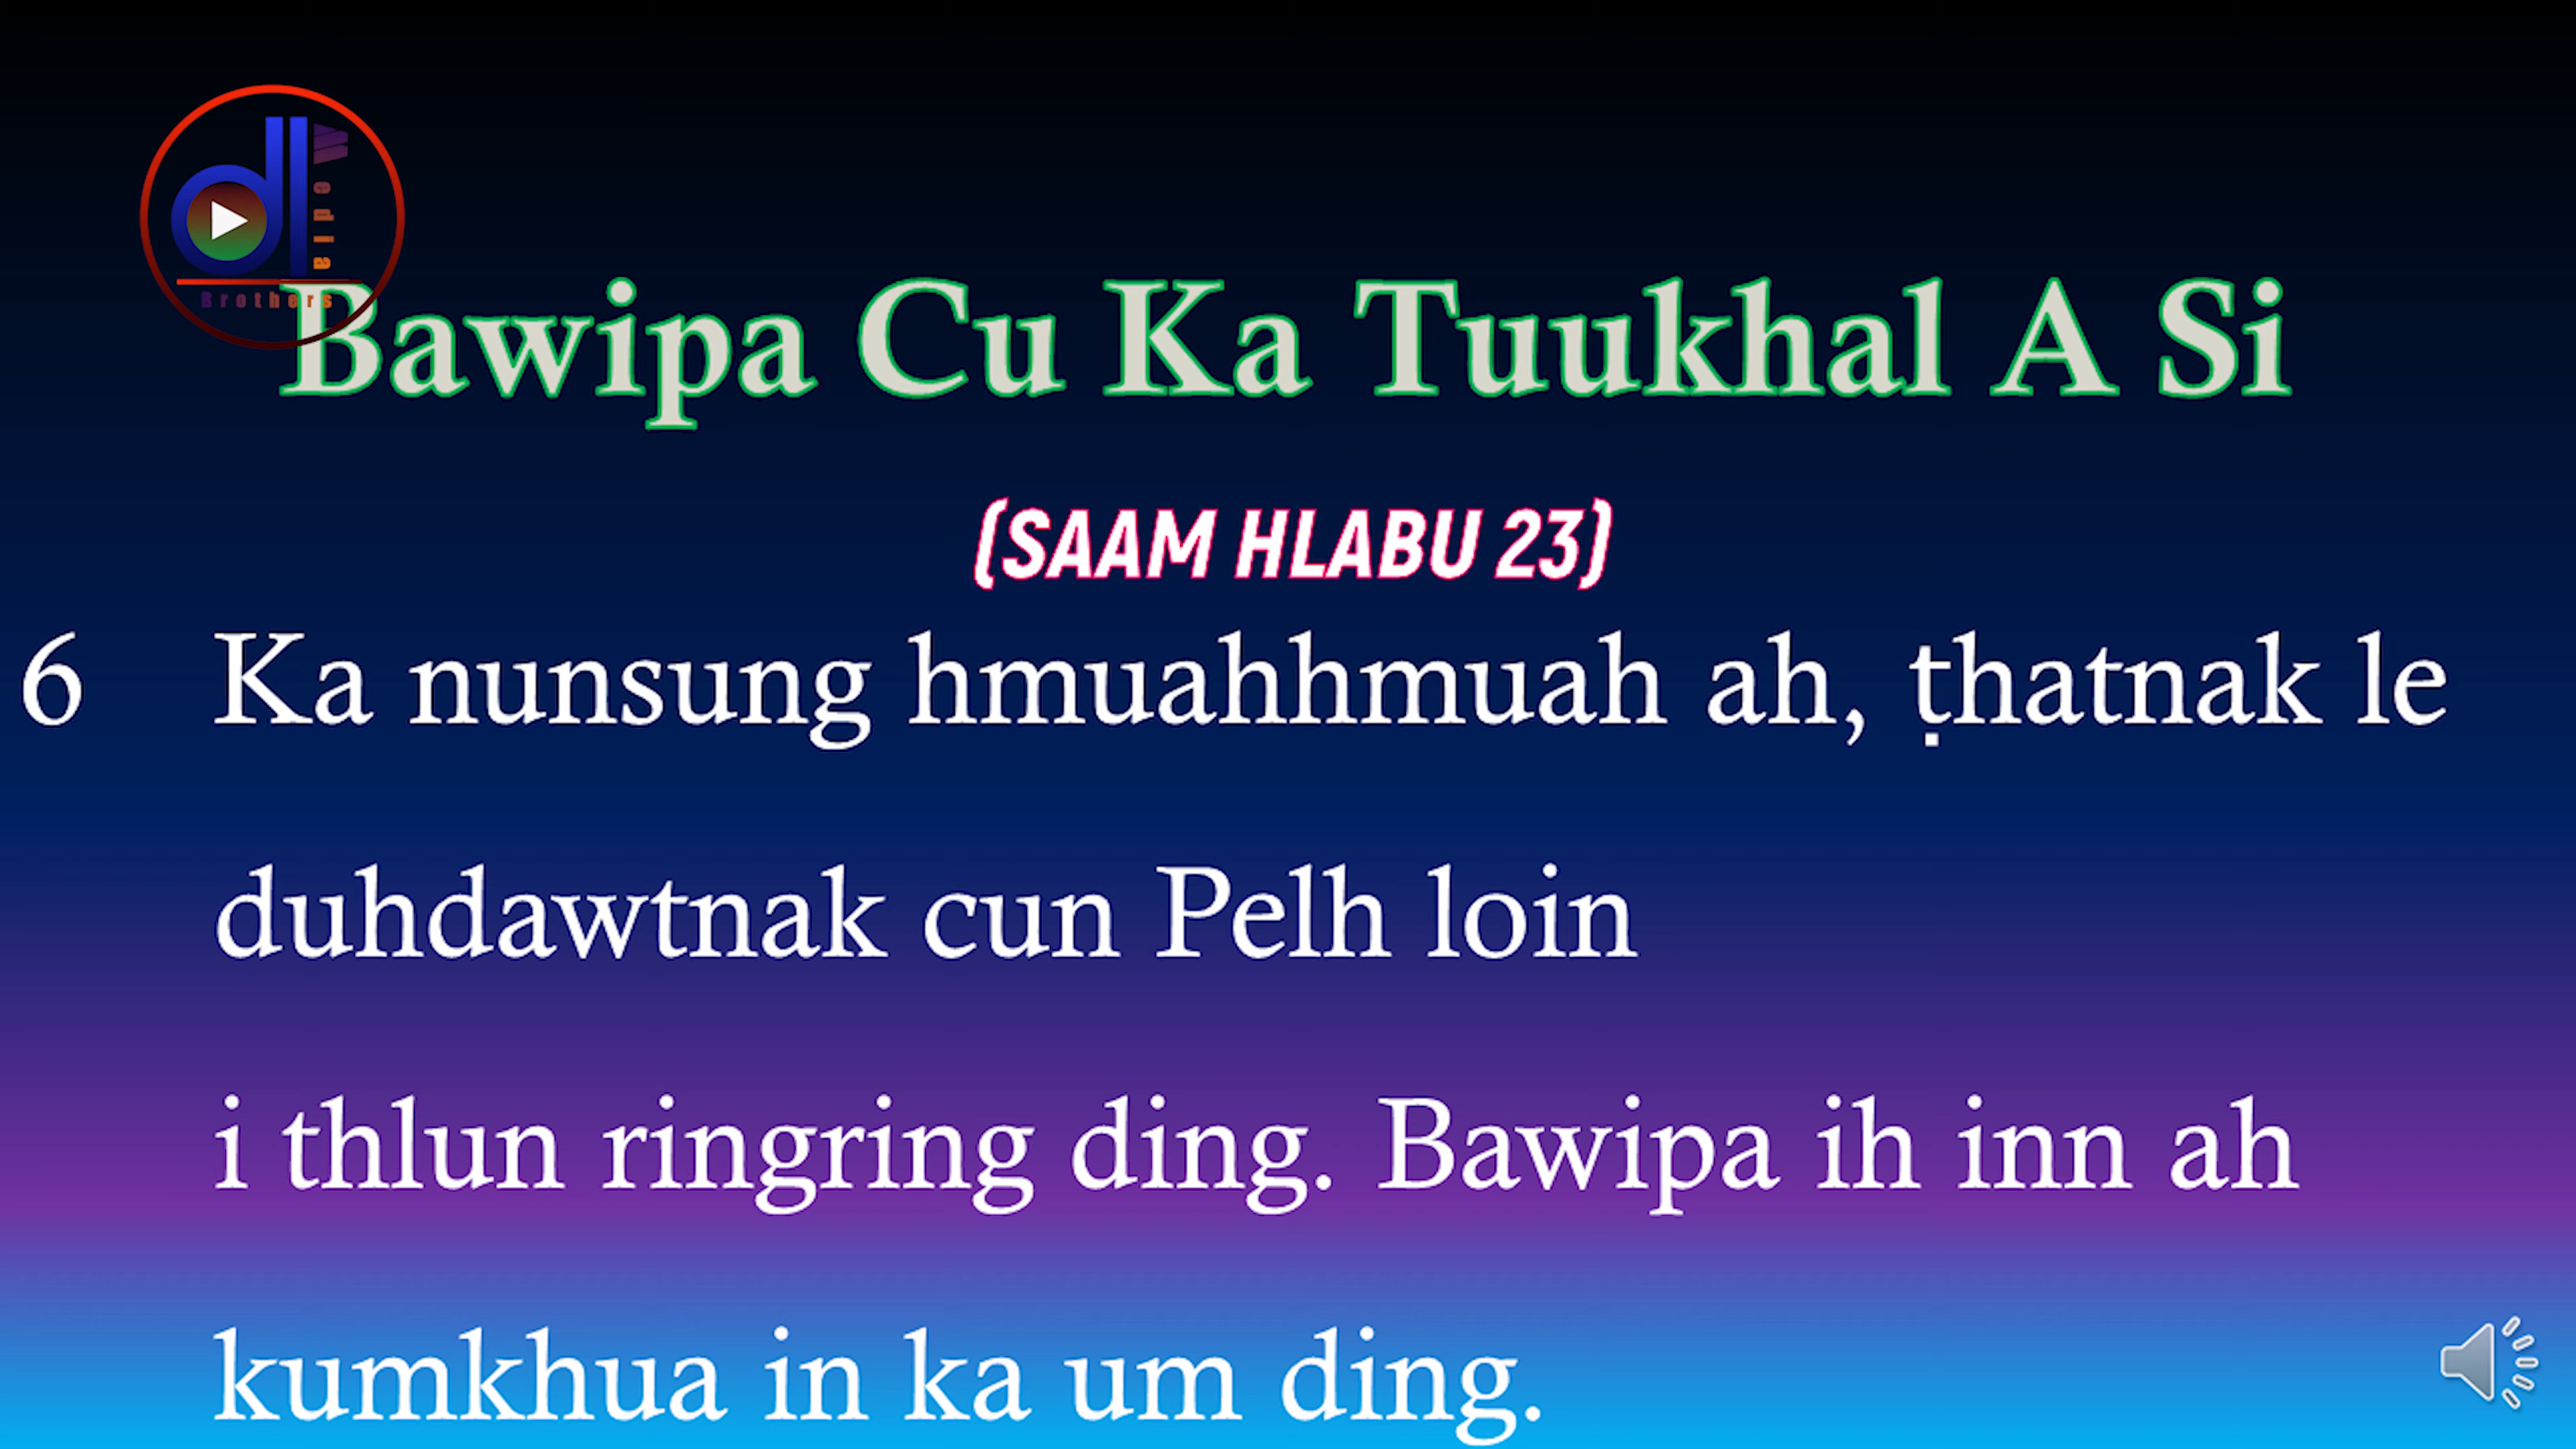 Brothers
Bawipa Cu Ka Tuukhal A Si
(SAAM HLABU 23)
6 Ka nunsung hmuahhmuah ah, ṭhatnak le
duhdawtnak cun Pelh loin
i thlun ringring ding. Bawipa ih inn ah
kumkhua in ka um ding.